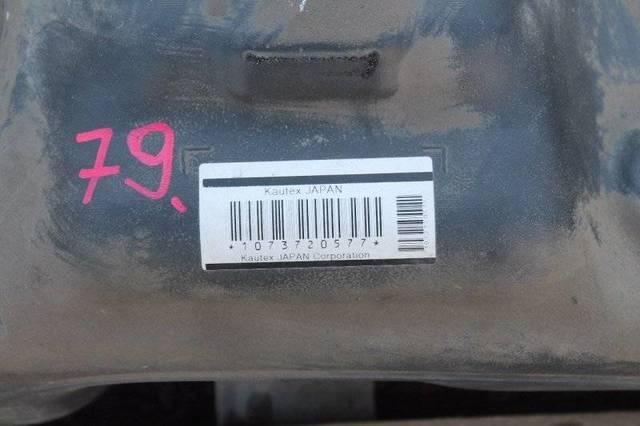 79.
Kautex JAPAN
*1073720577*
Kautex JAPAN Corporation